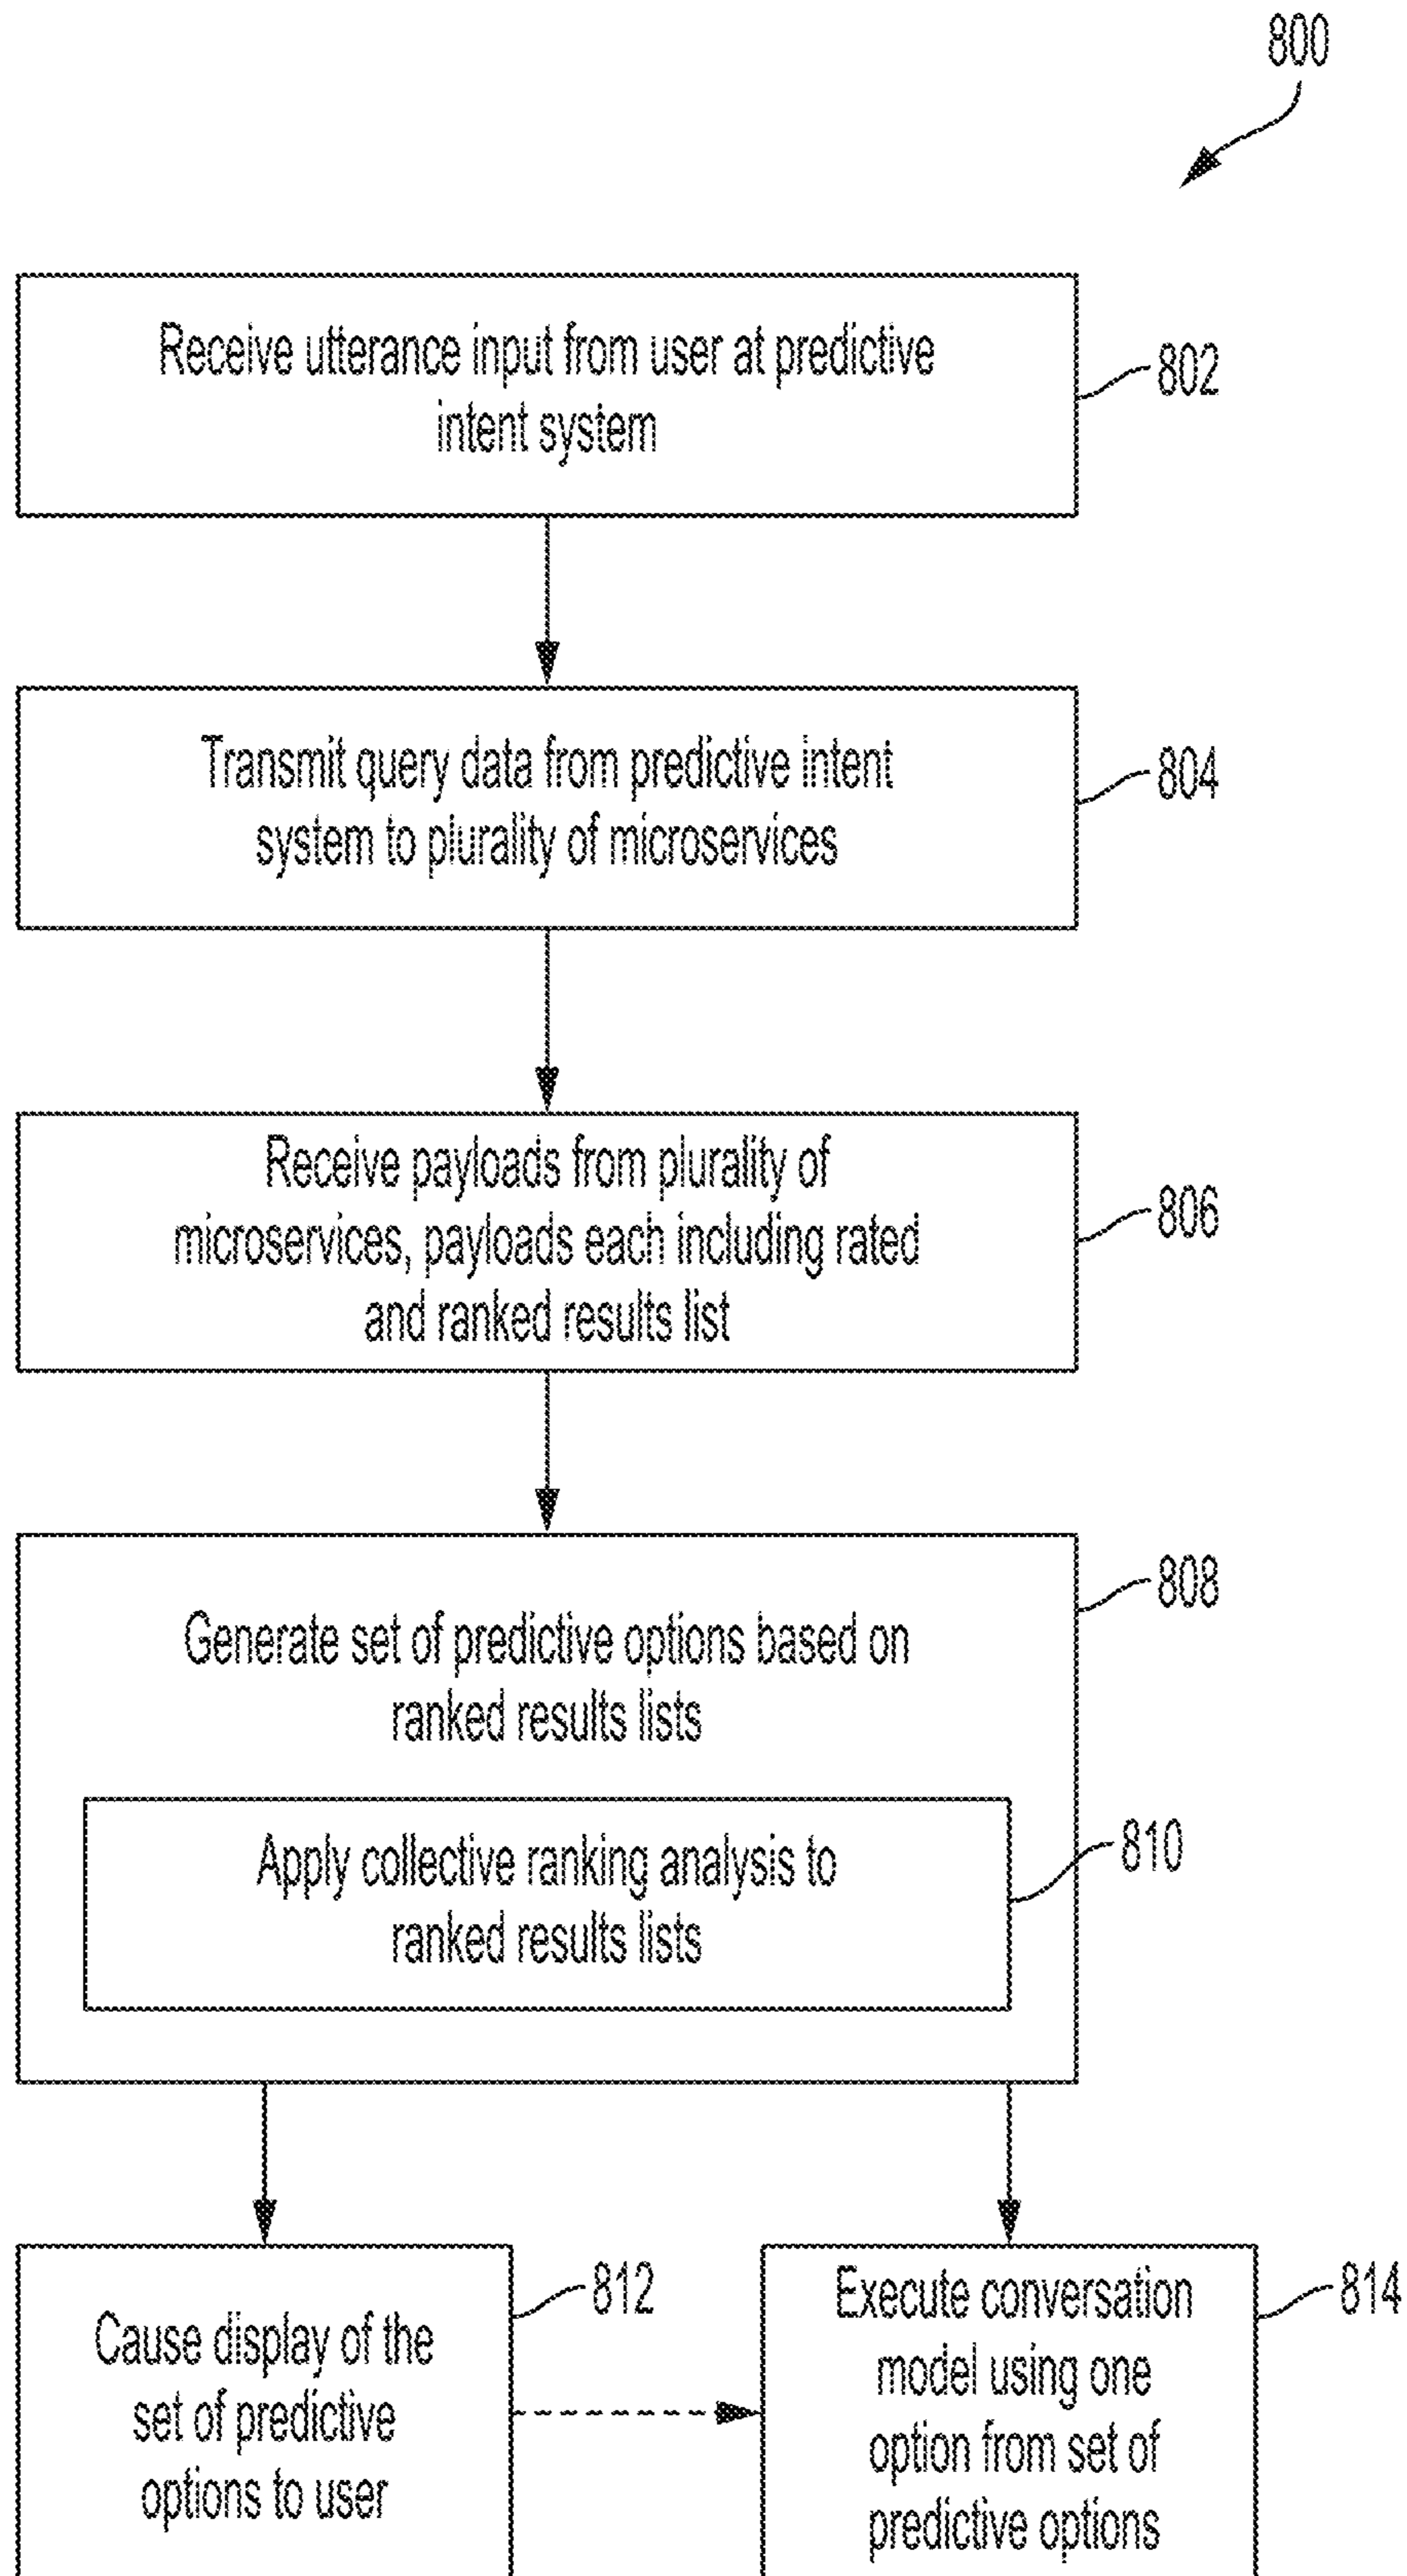 800
Receive utterance input from user at predictive
intent system
802
Transmit query data from predictive intent
system to plurality of microservices
804
Receive payloads from plurality of
microservices, payloads each including rated
and ranked results list
806
Generate set of predictive options based on
ranked results lists
808
Apply collective ranking analysis to
ranked results lists
810
Cause display of the
set of predictive
options to user
812
Execute conversation
model using one
option from set of
predictive options
814